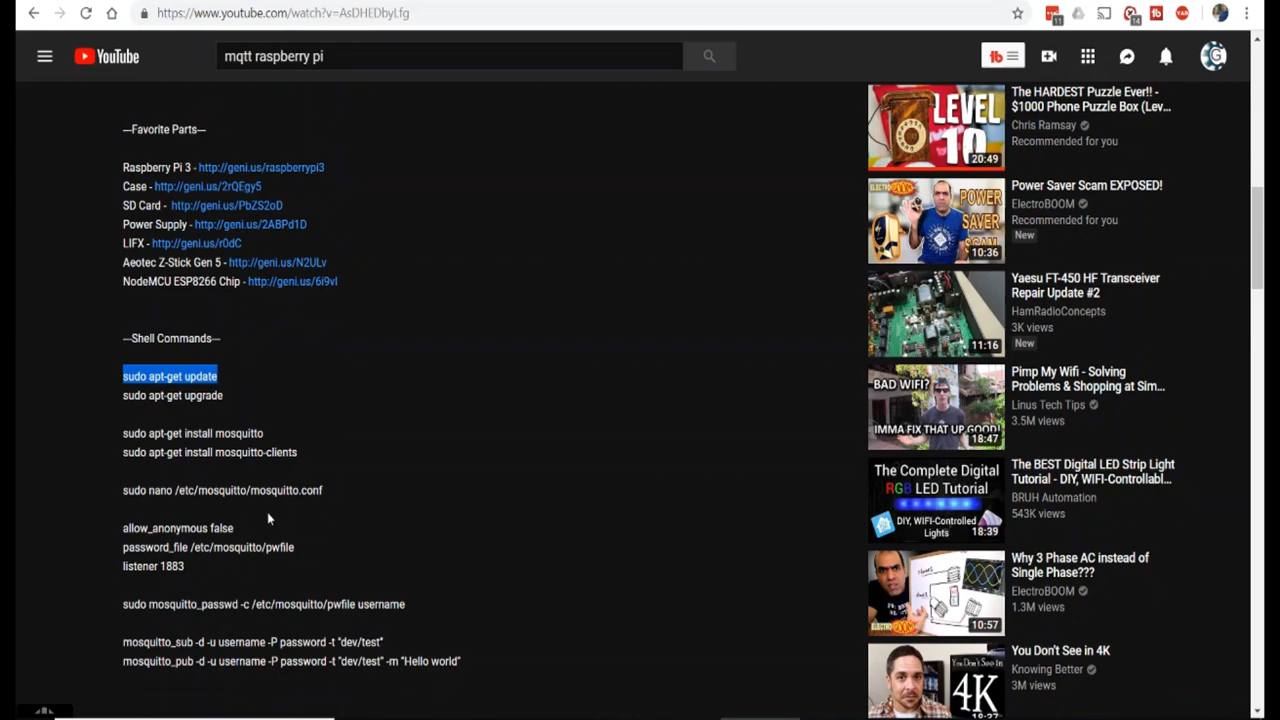 https://www.youtube.com/watch?v=AsDHEDbyLfg
11
14
YouTube
mqtt raspberry pi
—Favorite Parts—
Raspberry Pi 3 - http://geni.us/raspberrypi3
Case - http://geni.us/2rQEgy5
SD Card - http://geni.us/PbZS2oD
Power Supply - http://geni.us/2ABPd1D
LIFX - http://geni.us/r0dC
Aeotec Z-Stick Gen 5 - http://geni.us/N2ULv
NodeMCU ESP8266 Chip - http://geni.us/6i9vI
—Shell Commands—
sudo apt-get update
sudo apt-get upgrade
sudo apt-get install mosquitto
sudo apt-get install mosquitto-clients
sudo nano /etc/mosquitto/mosquitto.conf
allow_anonymous false
password_file /etc/mosquitto/pwfile
listener 1883
sudo mosquitto_passwd -c /etc/mosquitto/pwfile username
mosquitto_sub -d -u username -P password -t "dev/test"
mosquitto_pub -d -u username -P password -t "dev/test" -m "Hello world"
LEVEL
10
20:49
The HARDEST Puzzle Ever!! -
$1000 Phone Puzzle Box (Lev...
Chris Ramsay
Recommended for you
ELECTROBOOM
POWER
SAVER
SCAM
10:36
Power Saver Scam EXPOSED!
ElectroBOOM
Recommended for you
New
11:16
Yaesu FT-450 HF Transceiver
Repair Update #2
HamRadioConcepts
3K views
New
BAD WIFI?
IMMA FIX THAT UP GOOD!
18:47
Pimp My Wifi - Solving
Problems & Shopping at Sim...
Linus Tech Tips
3.5M views
The Complete Digital
RGB LED Tutorial
DIY, WIFI-Controlled
Lights
18:39
The BEST Digital LED Strip Light
Tutorial - DIY, WIFI-Controllabl...
BRUH Automation
543K views
10:57
Why 3 Phase AC instead of
Single Phase???
ElectroBOOM
1.3M views
You Don't See In
4K
18:27
You Don't See in 4K
Knowing Better
3M views